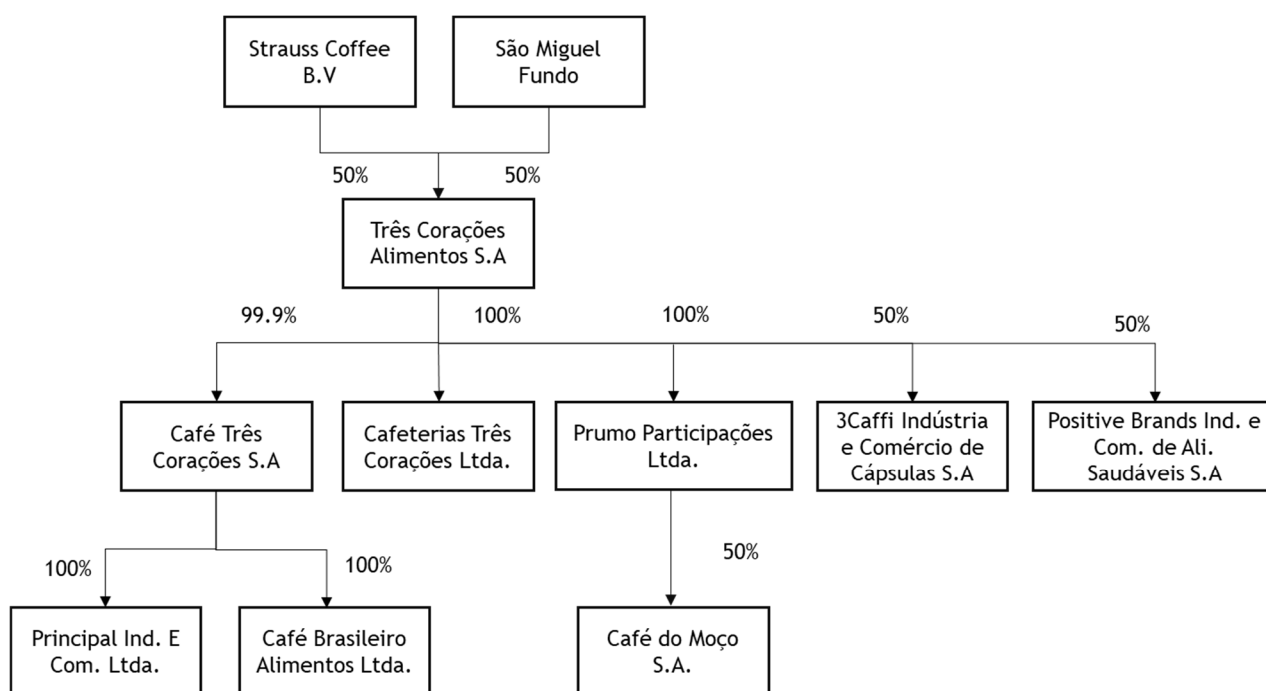 Strauss Coffee
B.V
São Miguel
Fundo
50%
50%
Três Corações
Alimentos S.A
99.9%
100%
100%
50%
50%
Café Três
Corações S.A
Cafeterias Três
Corações Ltda.
Prumo Participações
Ltda.
3Caffi Indústria
e Comércio de
Cápsulas S.A
Positive Brands Ind. e
Com. de Ali.
Saudáveis S.A
100%
100%
50%
Principal Ind. E
Com. Ltda.
Café Brasileiro
Alimentos Ltda.
Café do Moço
S.A.